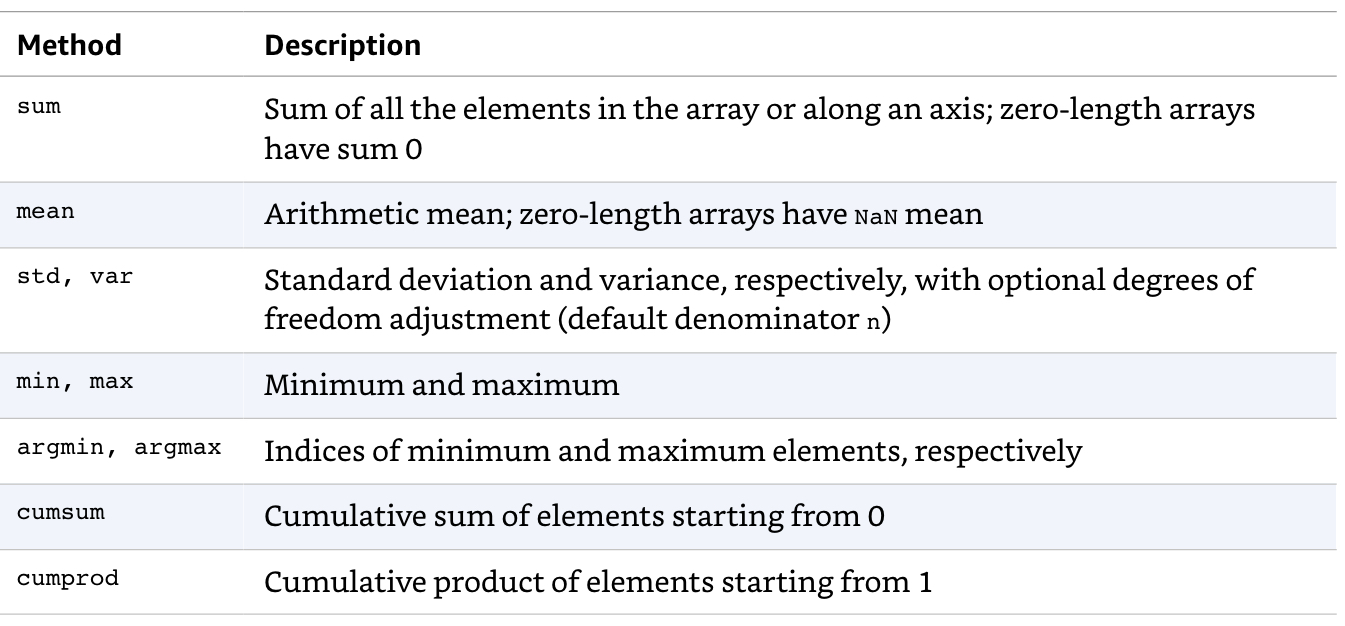 Method Description
sum Sum of all the elements in the array or along an axis; zero-length arrays
have sum 0
mean Arithmetic mean; zero-length arrays have NaN mean
std, var Standard deviation and variance, respectively, with optional degrees of
freedom adjustment (default denominator n)
min, max Minimum and maximum
argmin, argmax Indices of minimum and maximum elements, respectively
cumsum Cumulative sum of elements starting from 0
cumprod Cumulative product of elements starting from 1